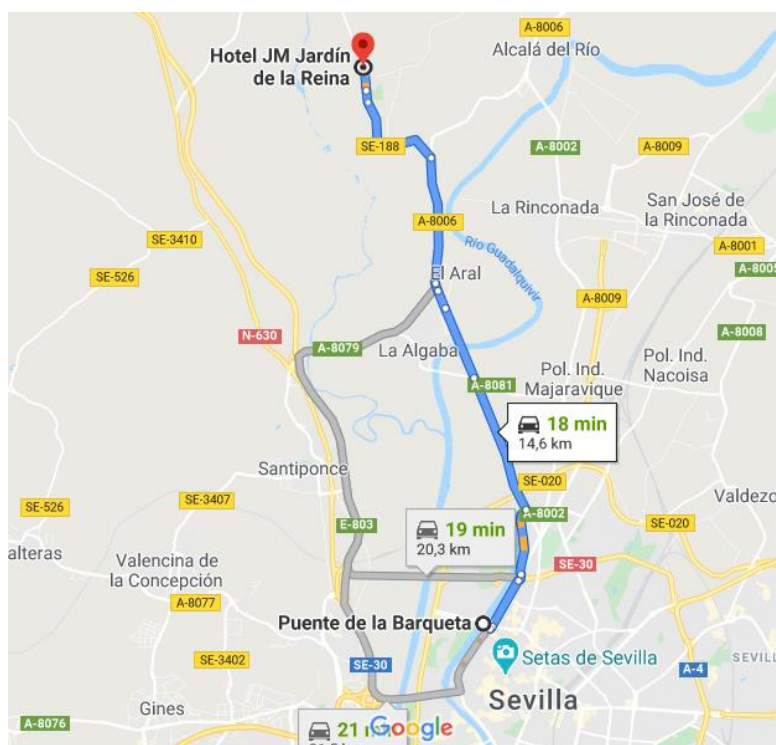 A-8006
Hotel JM Jardín
de la Reina
Alcalá del Río
SE-188
A-8002
A-8009
La Rinconada
San José de
la Rinconada
A-8006
SE-3410
A-8001
Río Guadalquivir
SE-526
El Aral
A-8005
A-8009
N-630
A-8008
A-8079
La Algaba
Pol. Ind.
Majaravique
Pol. Ind.
Nacoisa
A-8081
18 min
14,6 km
Santiponce
SE-020
SE-3407
Valdezo
SE-526
A-8002
E-803
19 min
20,3 km
SE-020
alteras
Valencina de
la Concepción
SE-30
A-8077
Puente de la Barqueta
SE-3402
SE-30
Setas de Sevilla
SEVILL
A-4
Sevilla
Gines
A-8076
21
Google